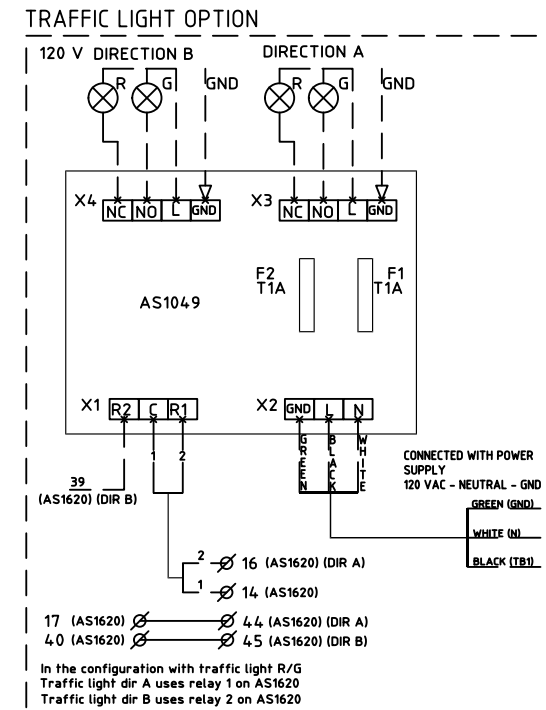 TRAFFIC LIGHT OPTION
120 V DIRECTION B
DIRECTION A
R
G
GND
R
G
GND
X4
NC
NO
L
GND
X3
NC
NO
L
GND
F2
T1A
F1
T1A
AS1049
X1
R2
C
R1
X2
GND
L
N
1
2
GREEN
BLACK
WHITE
39
(AS1620) (DIR B)
CONNECTED WITH POWER
SUPPLY
120 VAC - NEUTRAL - GND
GREEN (GND)
WHITE (N)
BLACK (TB1)
2
16 (AS1620) (DIR A)
1
14 (AS1620)
17 (AS1620)
44 (AS1620) (DIR A)
40 (AS1620)
45 (AS1620) (DIR B)
In the configuration with traffic light R/G
Traffic light dir A uses relay 1 on AS1620
Traffic light dir B uses relay 2 on AS1620